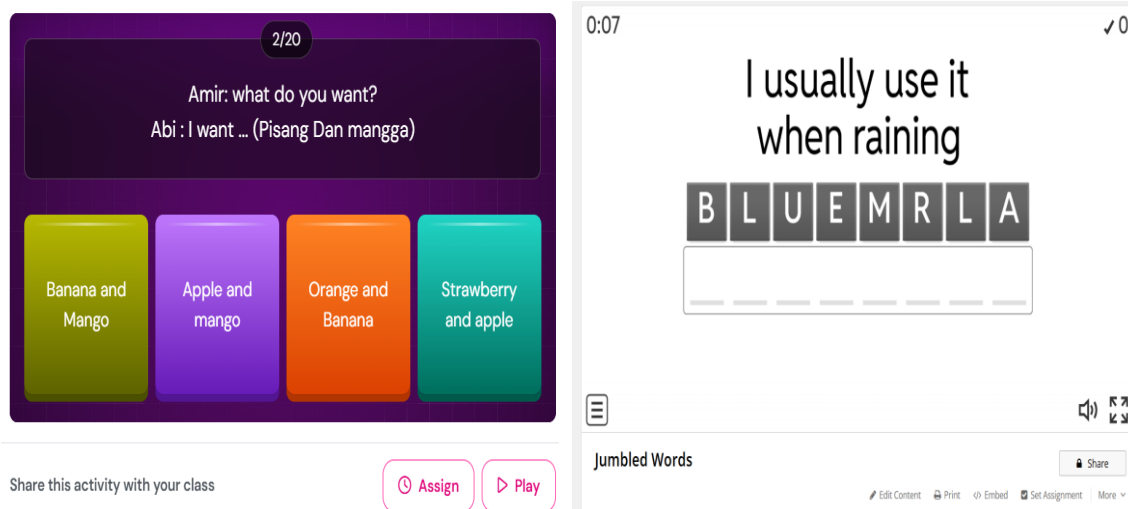 2/20
Amir: what do you want?
Abi : I want ... (Pisang Dan mangga)
Banana and
Mango
Apple and
mango
Orange and
Banana
Strawberry
and apple
Share this activity with your class
Assign
Play
0:07
✓ 0
I usually use it
when raining
B L U E M R L A
Jumbled Words
Share
Edit Content
Print
Embed
Set Assignment
More